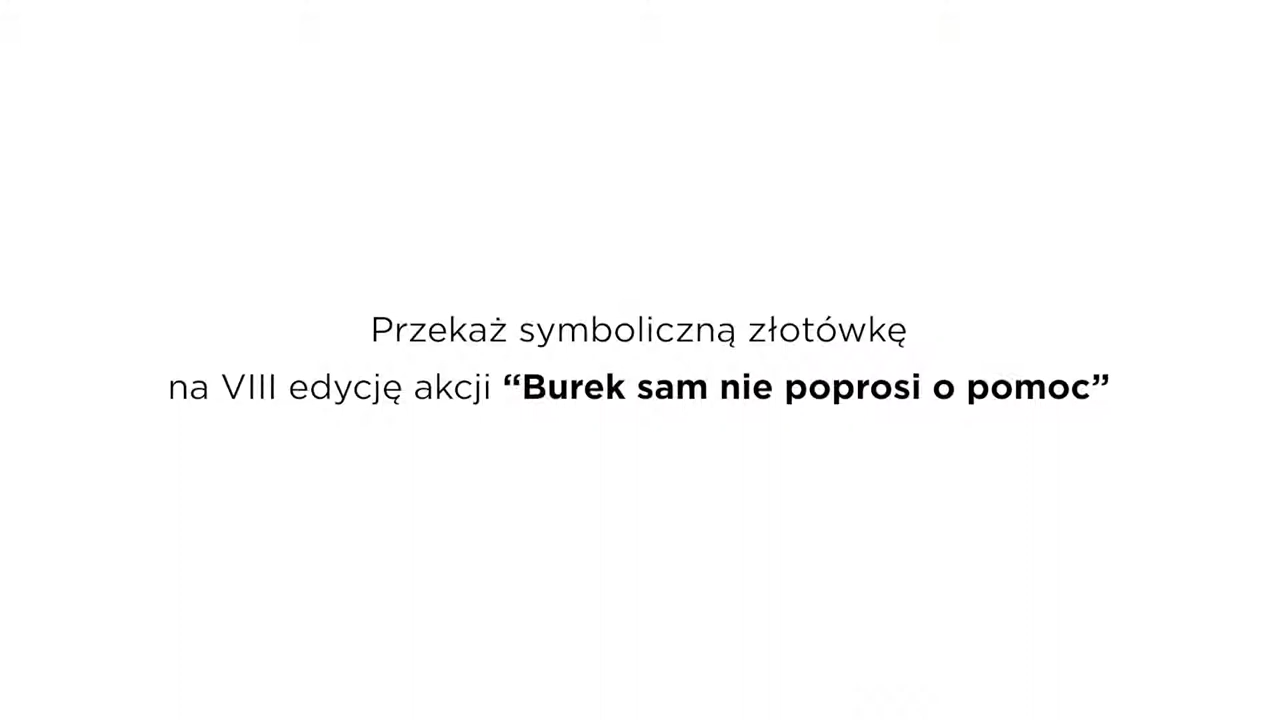 Przekaż symboliczną złotówkę
na VIII edycję akcji “Burek sam nie poprosi o pomoc”